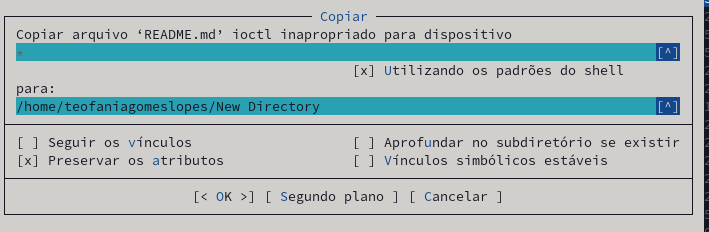 Copiar
Copiar arquivo ‘README.md’ ioctl inapropriado para dispositivo
* [^]
[x] Utilizando os padrões do shell
para:
/home/teofaniagomeslopes/New Directory [^]
[ ] Seguir os vínculos [ ] Aprofundar no subdiretório se existir
[x] Preservar os atributos [ ] Vínculos simbólicos estáveis
[< OK >] [ Segundo plano ] [ Cancelar ]